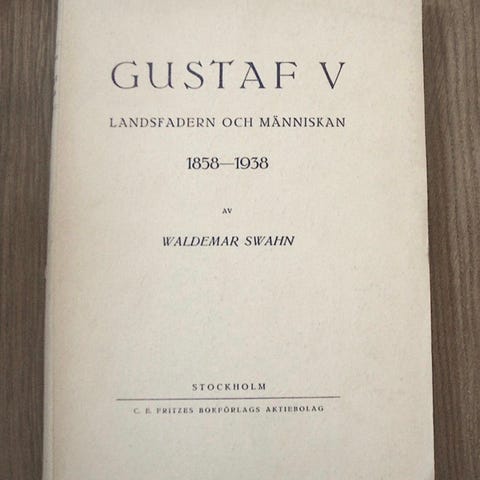 GUSTAF V
LANDSFADERN OCH MÄNNISKAN
1858—1938
AV
WALDEMAR SWAHN
STOCKHOLM
C. E. FRITZES BOKFÖRLAGS AKTIEBOLAG